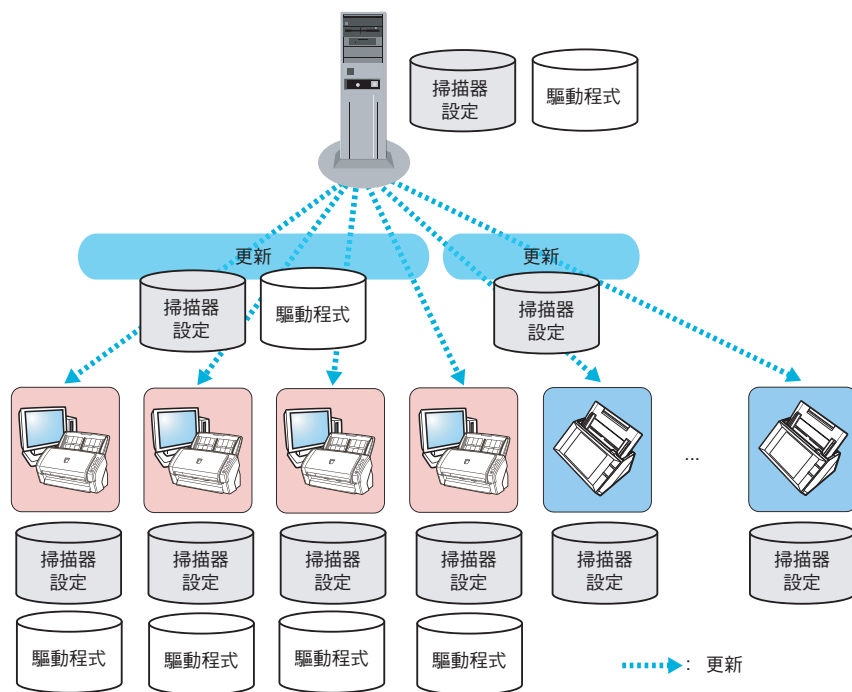 掃描器
設定
驅動程式
更新
更新
掃描器
設定
驅動程式
掃描器
設定
...
掃描器
設定
掃描器
設定
掃描器
設定
掃描器
設定
掃描器
設定
掃描器
設定
驅動程式
驅動程式
驅動程式
驅動程式
: 更新